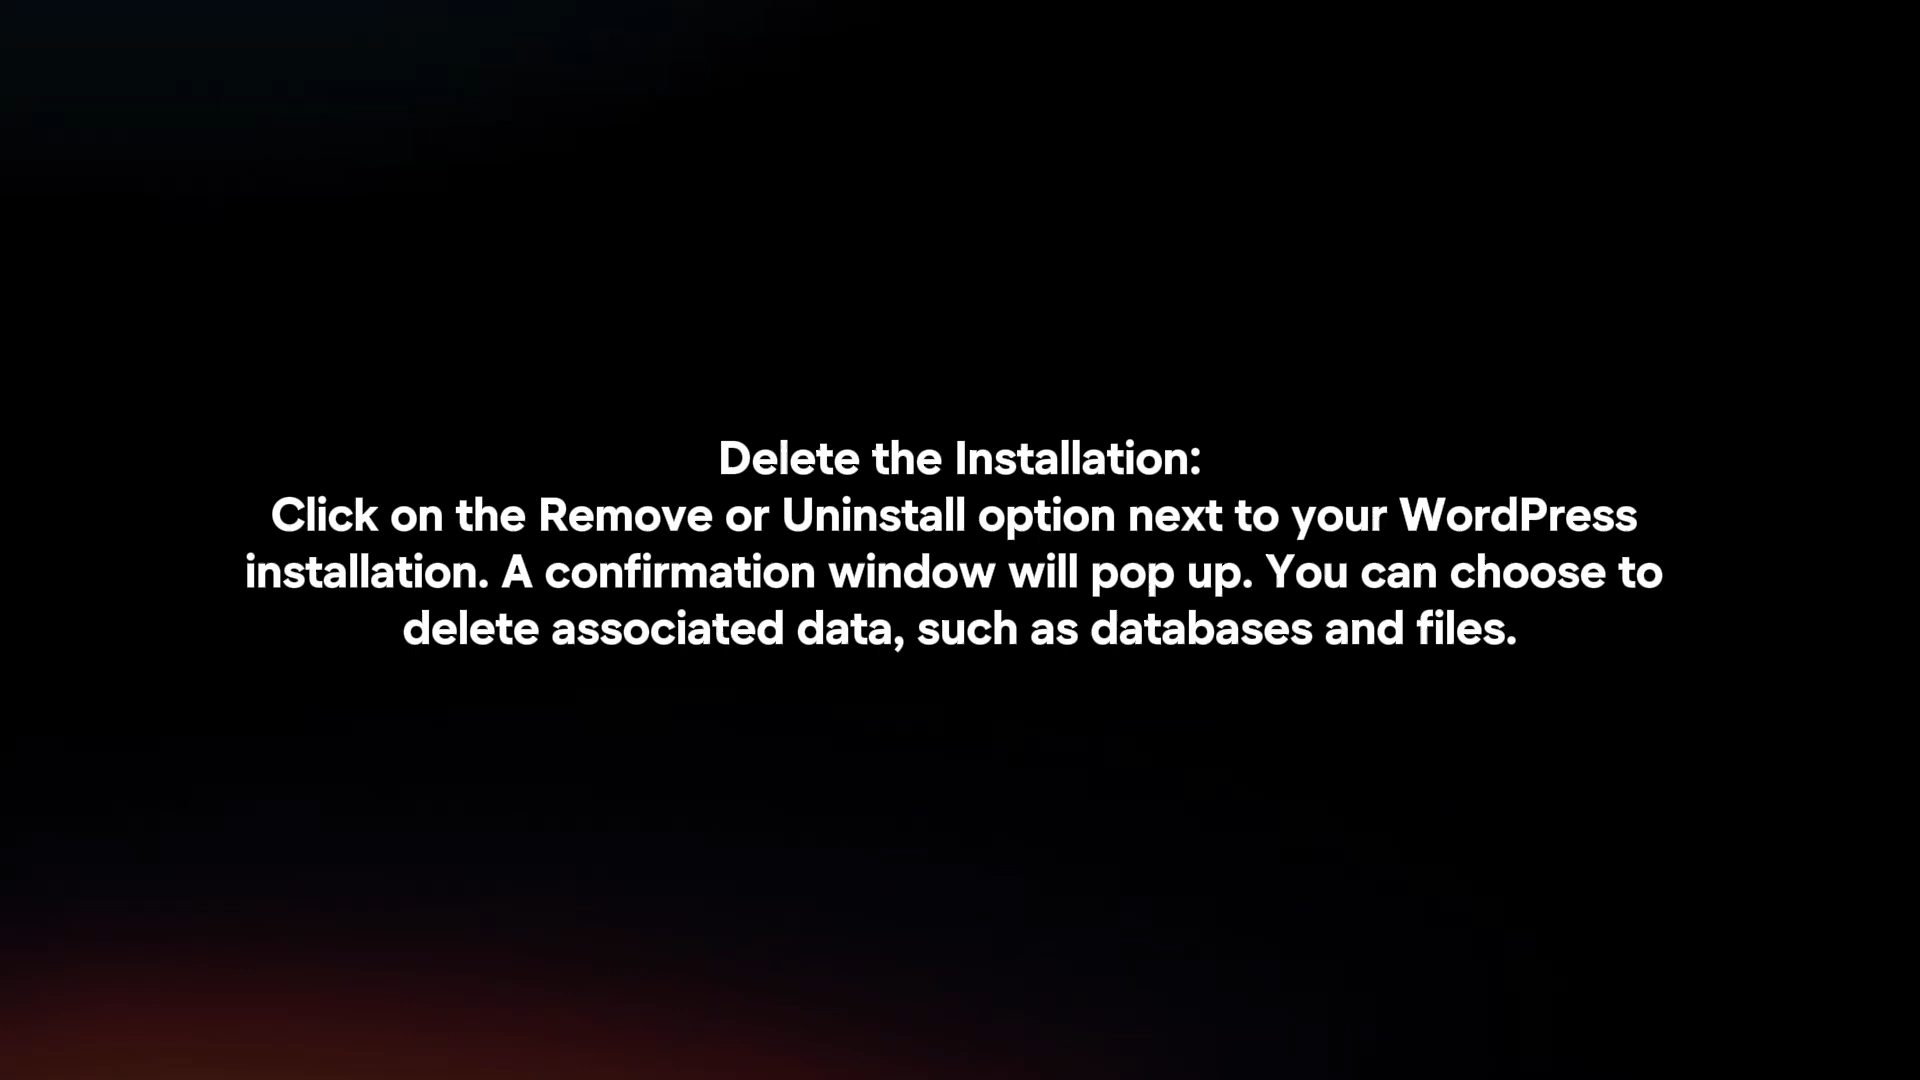 Delete the Installation:
Click on the Remove or Uninstall option next to your WordPress
installation. A confirmation window will pop up. You can choose to
delete associated data, such as databases and files.